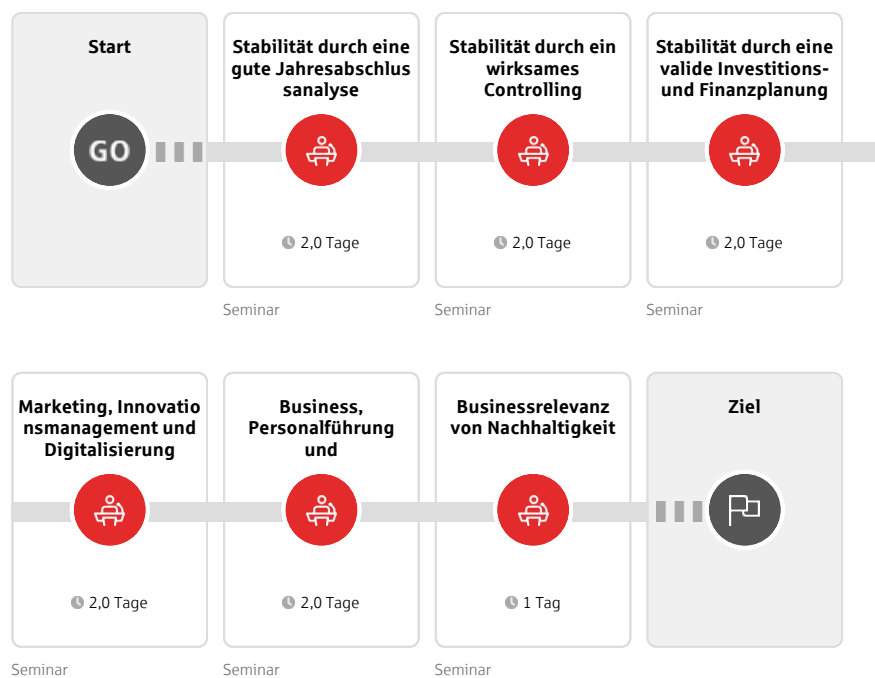 Start
GO
Stabilität durch eine
gute Jahresabschlus
sanalyse
2,0 Tage
Seminar
Stabilität durch ein
wirksames
Controlling
2,0 Tage
Seminar
Stabilität durch eine
valide Investitions-
und Finanzplanung
2,0 Tage
Seminar
Marketing, Innovatio
nsmanagement und
Digitalisierung
2,0 Tage
Seminar
Business,
Personalführung
und
2,0 Tage
Seminar
Businessrelevanz
von Nachhaltigkeit
1 Tag
Seminar
Ziel